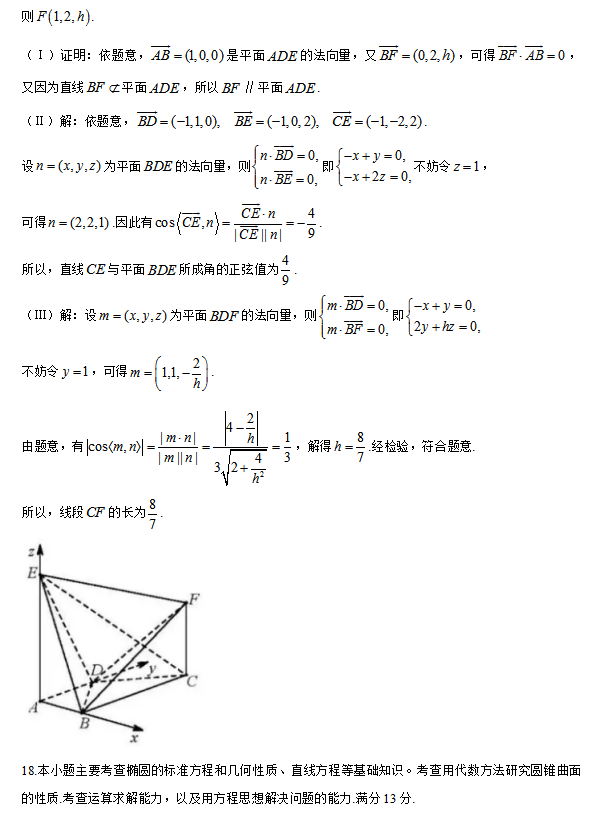 则 F(1,2,h).
（Ⅰ）证明：依题意，$\overrightarrow{AB}=(1,0,0)$是平面 ADE 的法向量，又$\overrightarrow{BF}=(0,2,h)$，可得$\overrightarrow{BF}\cdot\overrightarrow{AB}=0$，
又因为直线$BF\not\subset$平面 ADE，所以 BF∥平面 ADE.
（Ⅱ）解：依题意，$\overrightarrow{BD}=(-1,1,0)$, $\overrightarrow{BE}=(-1,0,2)$, $\overrightarrow{CE}=(-1,-2,2)$.
设$n=(x,y,z)$为平面 BDE 的法向量，则$\begin{cases}n\cdot\overrightarrow{BD}=0,\\n\cdot\overrightarrow{BE}=0,\end{cases}$即$\begin{cases}-x+y=0,\\-x+2z=0,\end{cases}$不妨令$z=1$，
可得$n=(2,2,1)$.因此有$\cos\langle\overrightarrow{CE},n\rangle=\frac{\overrightarrow{CE}\cdot n}{|\overrightarrow{CE}||n|}=-\frac{4}{9}$.
所以，直线 CE 与平面 BDE 所成角的正弦值为$\frac{4}{9}$.
（Ⅲ）解：设$m=(x,y,z)$为平面 BDF 的法向量，则$\begin{cases}m\cdot\overrightarrow{BD}=0,\\m\cdot\overrightarrow{BF}=0,\end{cases}$即$\begin{cases}-x+y=0,\\2y+hz=0,\end{cases}$
不妨令$y=1$，可得$m=\left(1,1,-\frac{2}{h}\right)$.
由题意，有$|\cos\langle m,n\rangle|=\frac{|m\cdot n|}{|m||n|}=\frac{\left|4-\frac{2}{h}\right|}{3\sqrt{2+\frac{4}{h^2}}}=\frac{1}{3}$，解得$h=\frac{8}{7}$.经检验，符合题意.
所以，线段 CF 的长为$\frac{8}{7}$.
z
E
F
D
y
C
A
B
x
18.本小题主要考查椭圆的标准方程和几何性质、直线方程等基础知识。考查用代数方法研究圆锥曲面
的性质.考查运算求解能力，以及用方程思想解决问题的能力.满分 13 分.